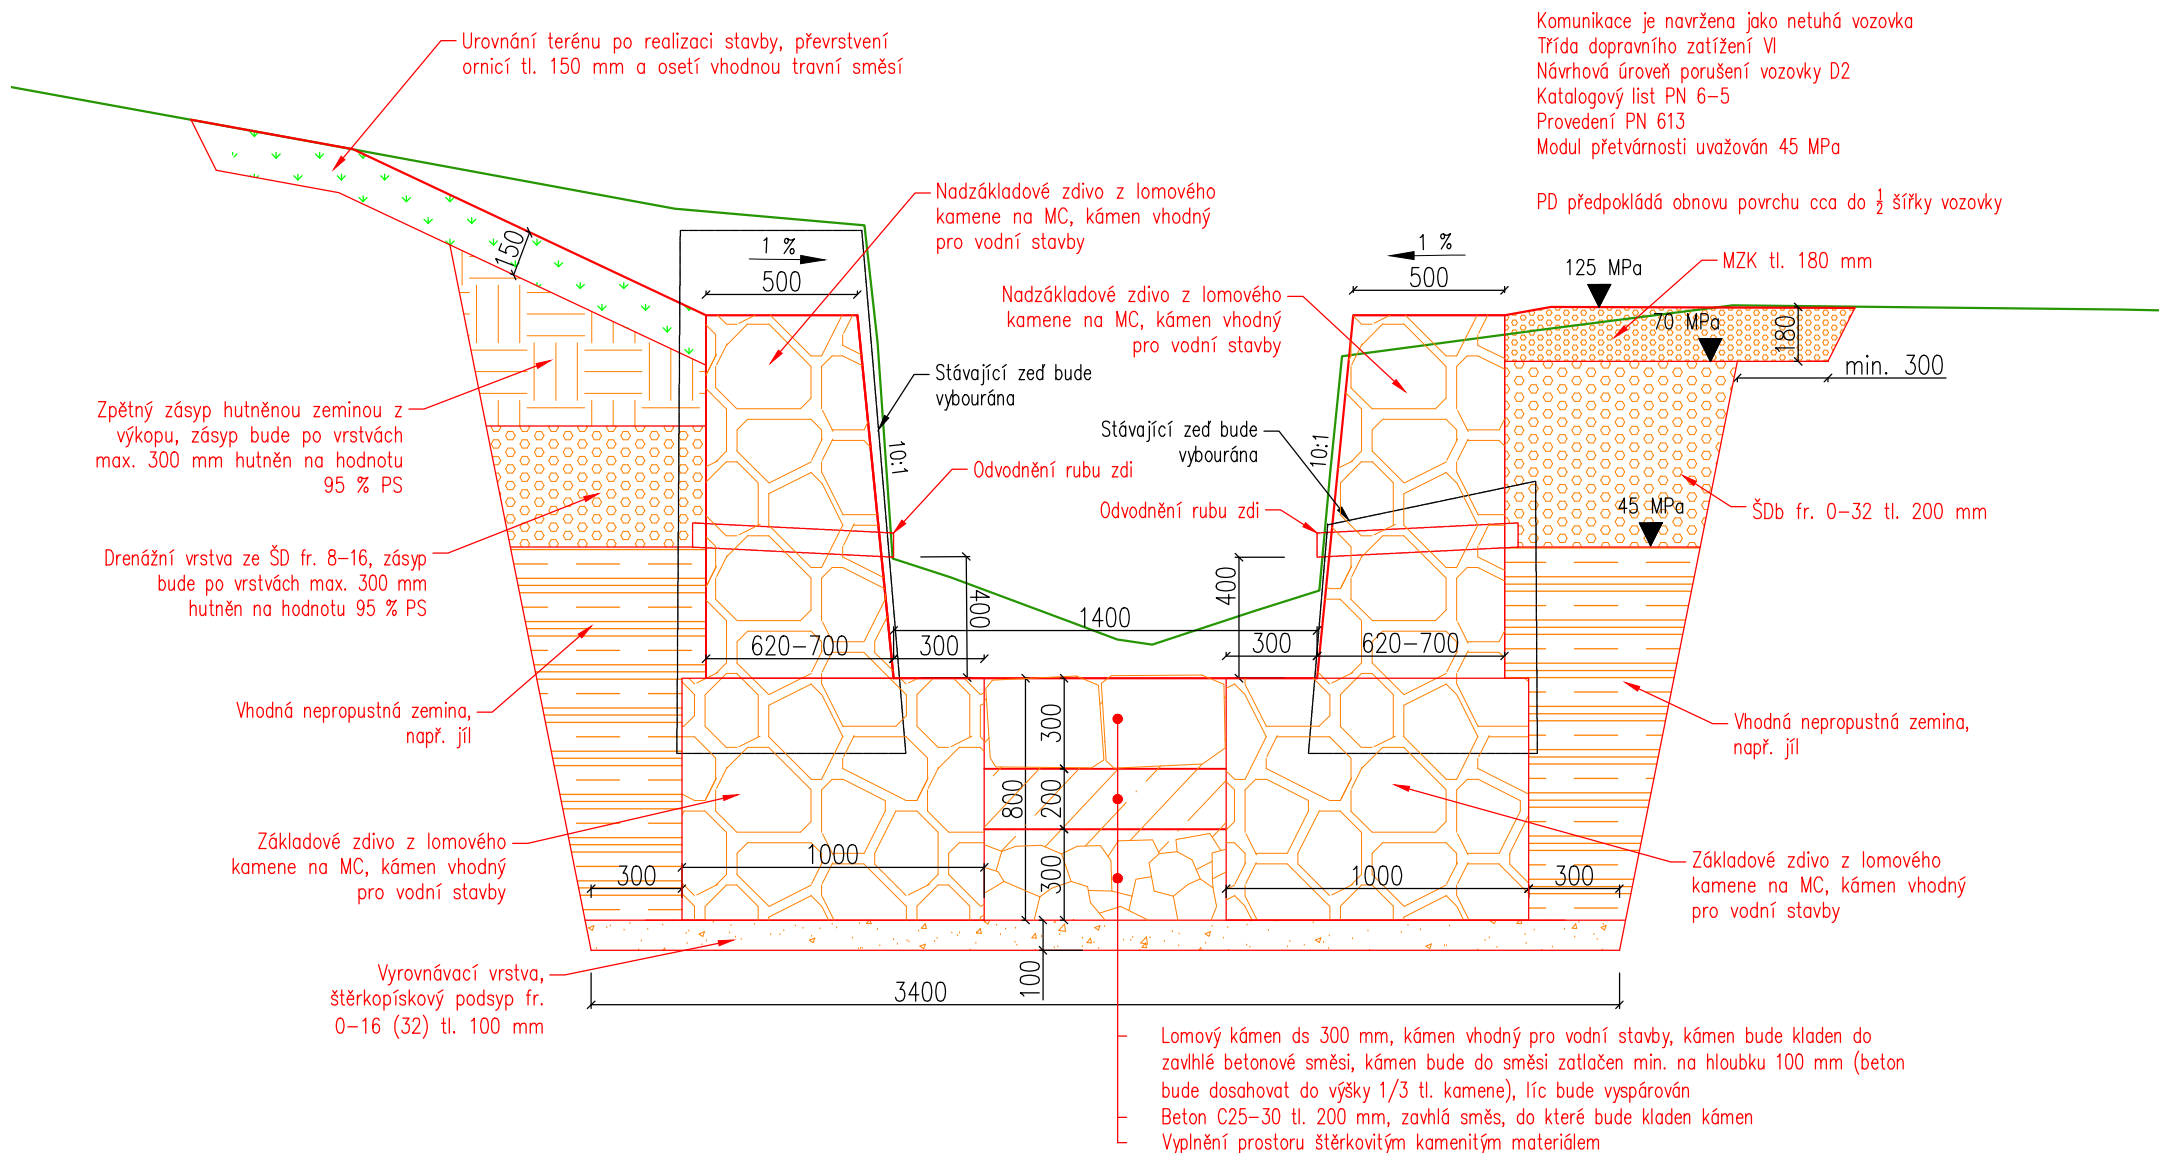 Urovnání terénu po realizaci stavby, převrstvení
ornicí tl. 150 mm a osetí vhodnou travní směsí
Komunikace je navržena jako netuhá vozovka
Třída dopravního zatížení VI
Návrhová úroveň porušení vozovky D2
Katalogový list PN 6-5
Provedení PN 613
Modul přetvárnosti uvažován 45 MPa
PD předpokládá obnovu povrchu cca do ½ šířky vozovky
Nadzákladové zdivo z lomového
kamene na MC, kámen vhodný
pro vodní stavby
150
1 %
500
1 %
500
125 MPa
MZK tl. 180 mm
Nadzákladové zdivo z lomového
kamene na MC, kámen vhodný
pro vodní stavby
70 MPa
180
min. 300
Stávající zeď bude
vybourána
Zpětný zásyp hutněnou zeminou z
výkopu, zásyp bude po vrstvách
max. 300 mm hutněn na hodnotu
95 % PS
10:1
Stávající zeď bude
vybourána
10:1
Odvodnění rubu zdi
Odvodnění rubu zdi
45 MPa
ŠDb fr. 0-32 tl. 200 mm
Drenážní vrstva ze ŠD fr. 8-16, zásyp
bude po vrstvách max. 300 mm
hutněn na hodnotu 95 % PS
400
400
1400
620-700
300
300
620-700
Vhodná nepropustná zemina,
např. jíl
Vhodná nepropustná zemina,
např. jíl
300
800
200
300
Základové zdivo z lomového
kamene na MC, kámen vhodný
pro vodní stavby
1000
300
1000
300
Základové zdivo z lomového
kamene na MC, kámen vhodný
pro vodní stavby
Vyrovnávací vrstva,
štěrkopískový podsyp fr.
0-16 (32) tl. 100 mm
100
3400
Lomový kámen ds 300 mm, kámen vhodný pro vodní stavby, kámen bude kladen do
zavlhlé betonové směsi, kámen bude do směsi zatlačen min. na hloubku 100 mm (beton
bude dosahovat do výšky 1/3 tl. kamene), líc bude vyspárován
Beton C25-30 tl. 200 mm, zavhlá směs, do které bude kladen kámen
Vyplnění prostoru štěrkovitým kamenitým materiálem